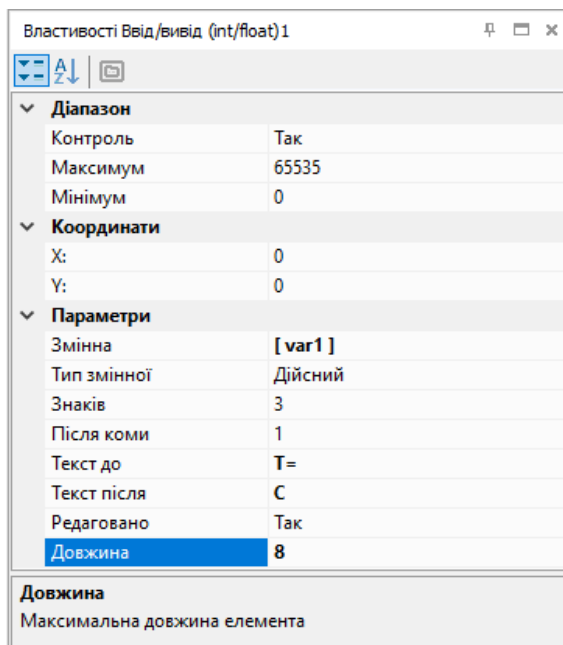 Властивості Ввід/вивід (int/float)1
Діапазон
Контроль Так
Максимум 65535
Мінімум 0
Координати
X: 0
Y: 0
Параметри
Змінна [ var1 ]
Тип змінної Дійсний
Знаків 3
Після коми 1
Текст до T=
Текст після C
Редаговано Так
Довжина 8
Довжина
Максимальна довжина елемента